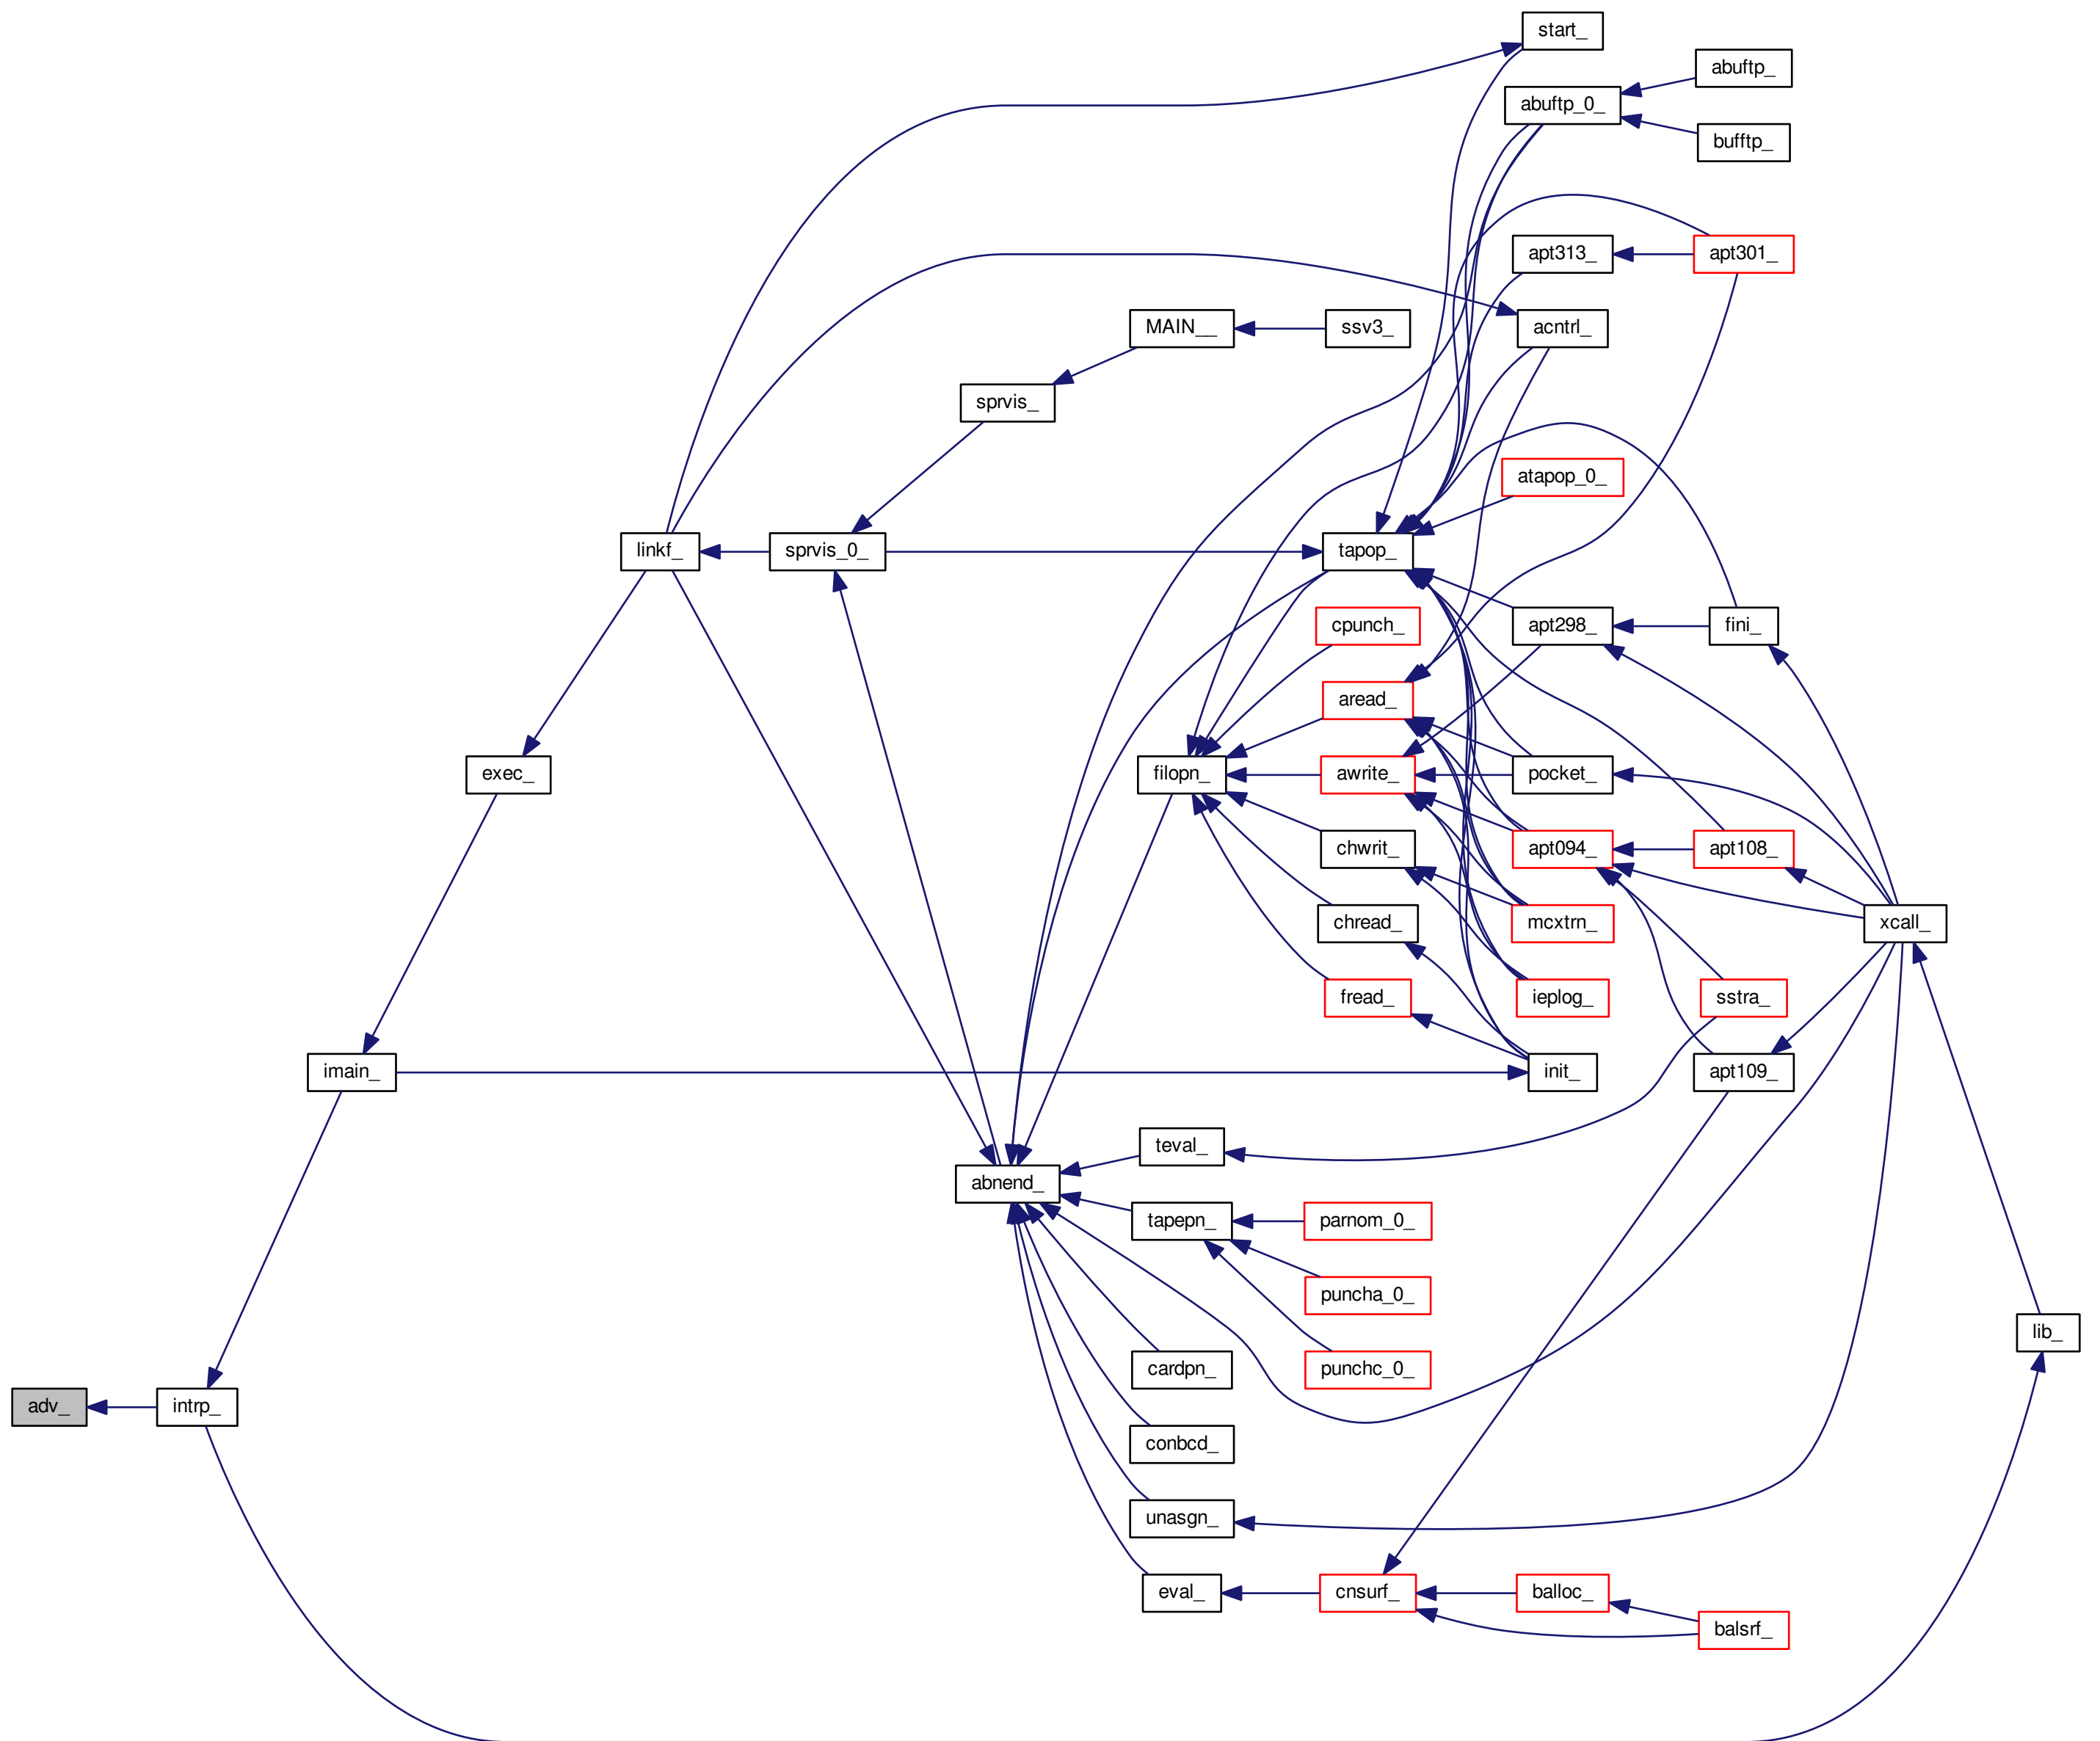 start_
abuftp_
abuftp_0_
bufftp_
apt313_
apt301_
MAIN__
ssv3_
acntrl_
sprvis_
atapop_0_
linkf_
sprvis_0_
tapop_
cpunch_
apt298_
fini_
aread_
exec_
filopn_
awrite_
pocket_
chwrit_
apt094_
apt108_
chread_
mcxtrn_
xcall_
fread_
ieplog_
sstra_
imain_
init_
apt109_
teval_
abnend_
tapepn_
parnom_0_
puncha_0_
lib_
cardpn_
punchc_0_
adv_
intrp_
conbcd_
unasgn_
eval_
cnsurf_
balloc_
balsrf_